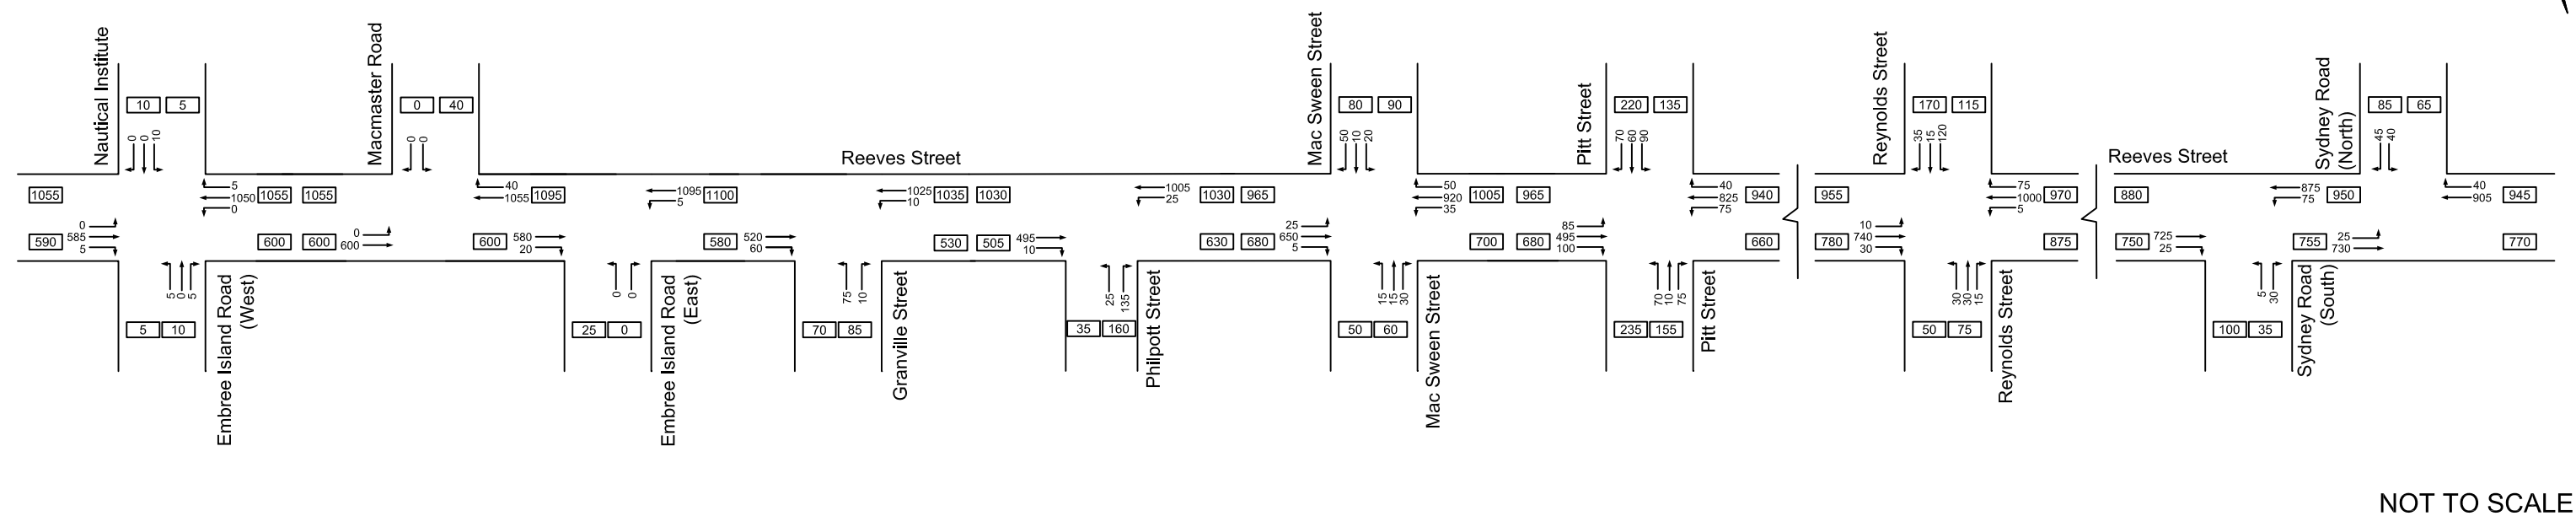 Nautical Institute
10 5
0 0 10
1055
0
590 585
5
5
1050
0
1055 1055
600 600
5 0 5
5 10
Embree Island Road
(West)
Macmaster Road
0 40
0 0
0
600
40
1055
1095
600 580
20
0 0
25 0
Embree Island Road
(East)
1095
5
1100
580 520
60
75 10
70 85
Granville Street
Reeves Street
1025
10
1035 1030
530 505 495
10
25 135
35 160
Philpott Street
1005
25
1030 965
630 680
Mac Sween Street
80 90
50 10 20
25
650
5
50
920
35
1005 965
700 680
15 15 30
50 60
Mac Sween Street
Pitt Street
220 135
70 60 90
85
495
100
40
825
75
940
660
70 10 75
235 155
Pitt Street
Reynolds Street
170 115
35 15 120
955
10
780 740
30
75
1000
5
970
875
30 30 15
50 75
Reynolds Street
Reeves Street
880
750 725
25
875
75
950
755
5 30
100 35
Sydney Road
(South)
Sydney Road
(North)
85 65
45 40
25
730
40
905
945
770
NOT TO SCALE